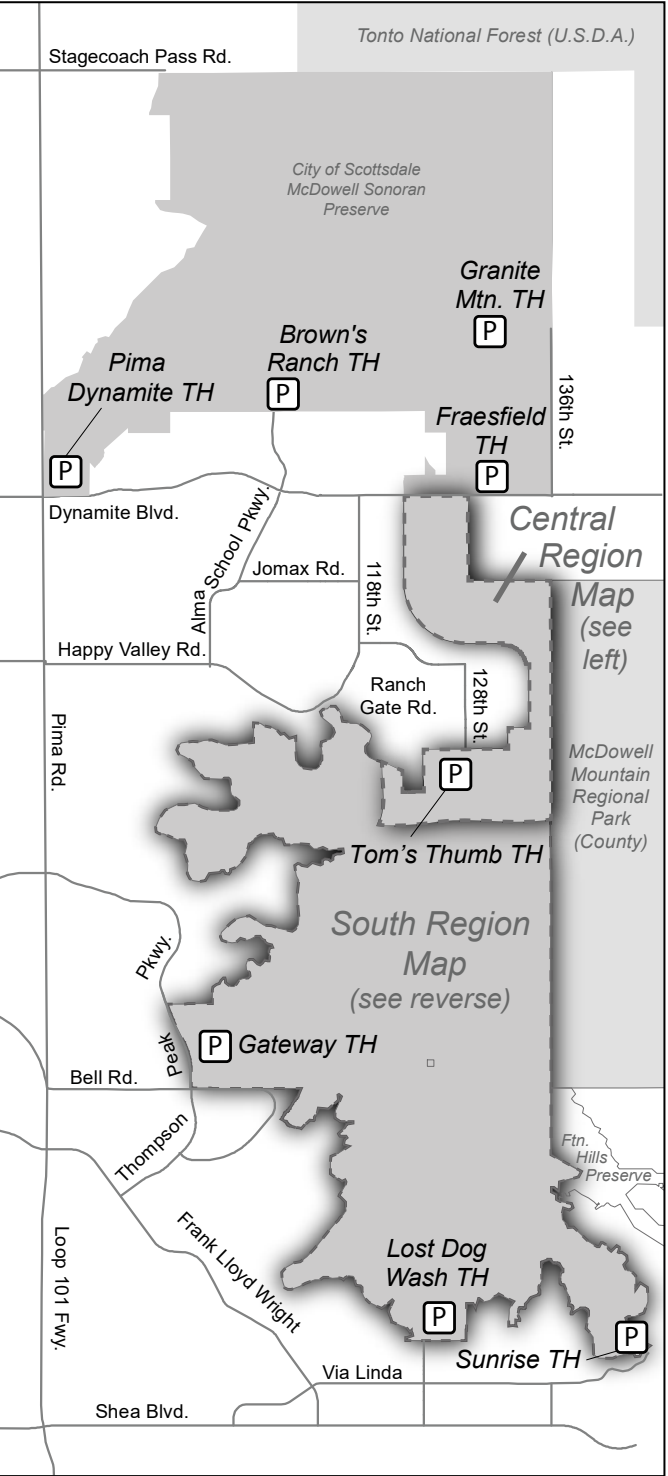 Tonto National Forest (U.S.D.A.)
Stagecoach Pass Rd.
City of Scottsdale
McDowell Sonoran
Preserve
Granite
Mtn. TH
P
Brown's
Ranch TH
P
Pima
Dynamite TH
P
136th St.
Fraesfield
TH
P
Dynamite Blvd.
Alma School Pkwy.
Central
Region
Map
(see
left)
Jomax Rd.
118th St.
Happy Valley Rd.
Ranch
Gate Rd.
128th St.
Pima Rd.
P
McDowell
Mountain
Regional
Park
(County)
Tom's Thumb TH
South Region
Map
(see reverse)
Thompson Peak Pkwy.
P
Gateway TH
Bell Rd.
Ftn.
Hills
Preserve
Frank Lloyd Wright
Loop 101 Fwy.
Lost Dog
Wash TH
P
P
Sunrise TH
Via Linda
Shea Blvd.